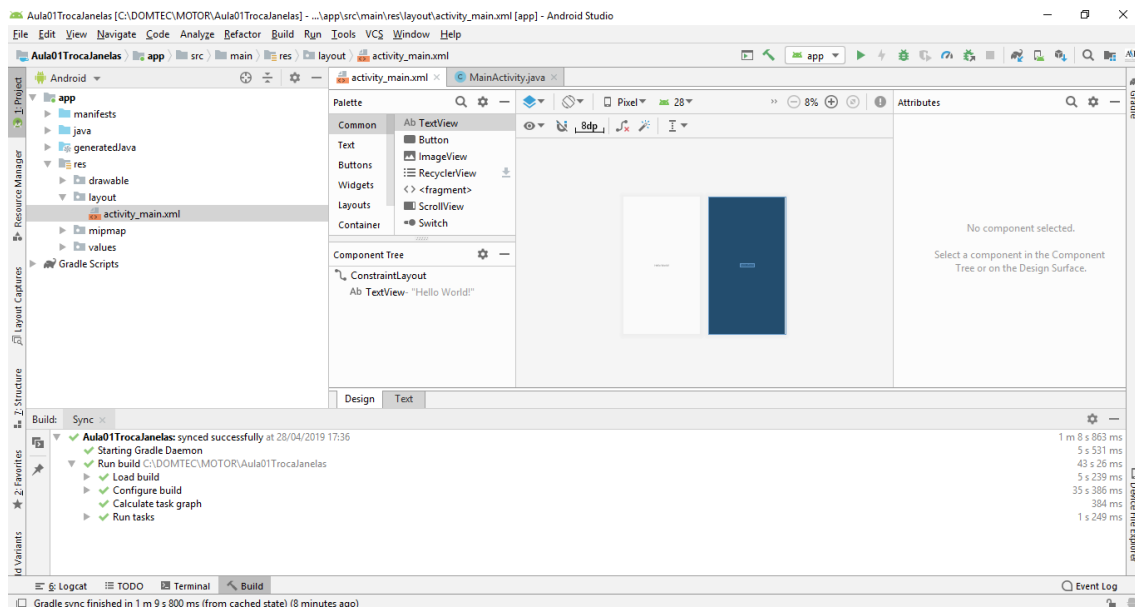 Aula01TrocaJanelas [C:\DOMTEC\MOTOR\Aula01TrocaJanelas] - ...\app\src\main\res\layout\activity_main.xml [app] - Android Studio
File Edit View Navigate Code Analyze Refactor Build Run Tools VCS Window Help
Aula01TrocaJanelas app src main res layout activity_main.xml
app
Android
activity_main.xml
MainActivity.java
1: Project
Resource Manager
Layout Captures
Z: Structure
2: Favorites
app
manifests
java
generatedJava
res
drawable
layout
activity_main.xml
mipmap
values
Gradle Scripts
Palette
Common
Text
Buttons
Widgets
Layouts
Container
Ab TextView
Button
ImageView
RecyclerView
<fragment>
ScrollView
Switch
Component Tree
ConstraintLayout
Ab TextView- "Hello World!"
Pixel 28
8%
8dp
Attributes
No component selected.
Select a component in the Component
Tree or on the Design Surface.
Gradle
Design Text
Build: Sync
Aula01TrocaJanelas: synced successfully at 28/04/2019 17:36 1 m 8 s 863 ms
Starting Gradle Daemon 5 s 531 ms
Run build C:\DOMTEC\MOTOR\Aula01TrocaJanelas 43 s 26 ms
Load build 5 s 239 ms
Configure build 35 s 386 ms
Calculate task graph 384 ms
Run tasks 1 s 249 ms
Device File Explorer
6: Logcat TODO Terminal Build Event Log
Gradle sync finished in 1 m 9 s 800 ms (from cached state) (8 minutes ago)